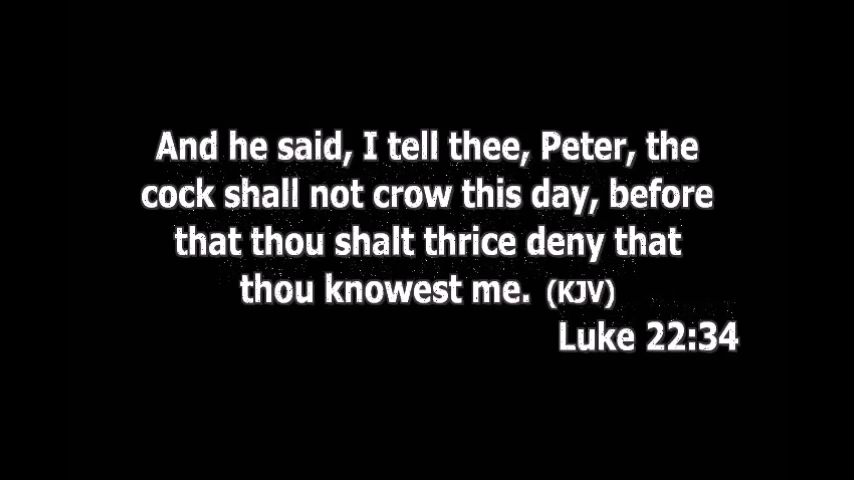 And he said, I tell thee, Peter, the
cock shall not crow this day, before
that thou shalt thrice deny that
thou knowest me. (KJV)
Luke 22:34